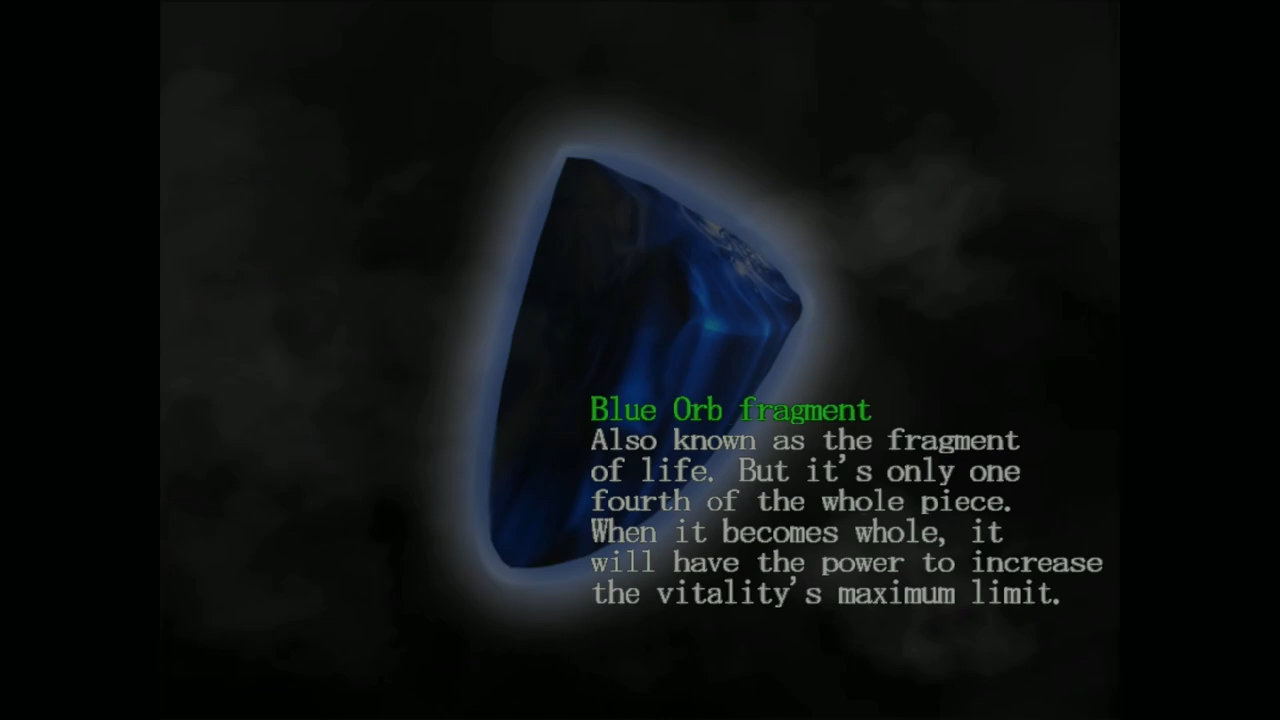 Blue Orb fragment
Also known as the fragment
of life. But it's only one
fourth of the whole piece.
When it becomes whole, it
will have the power to increase
the vitality's maximum limit.